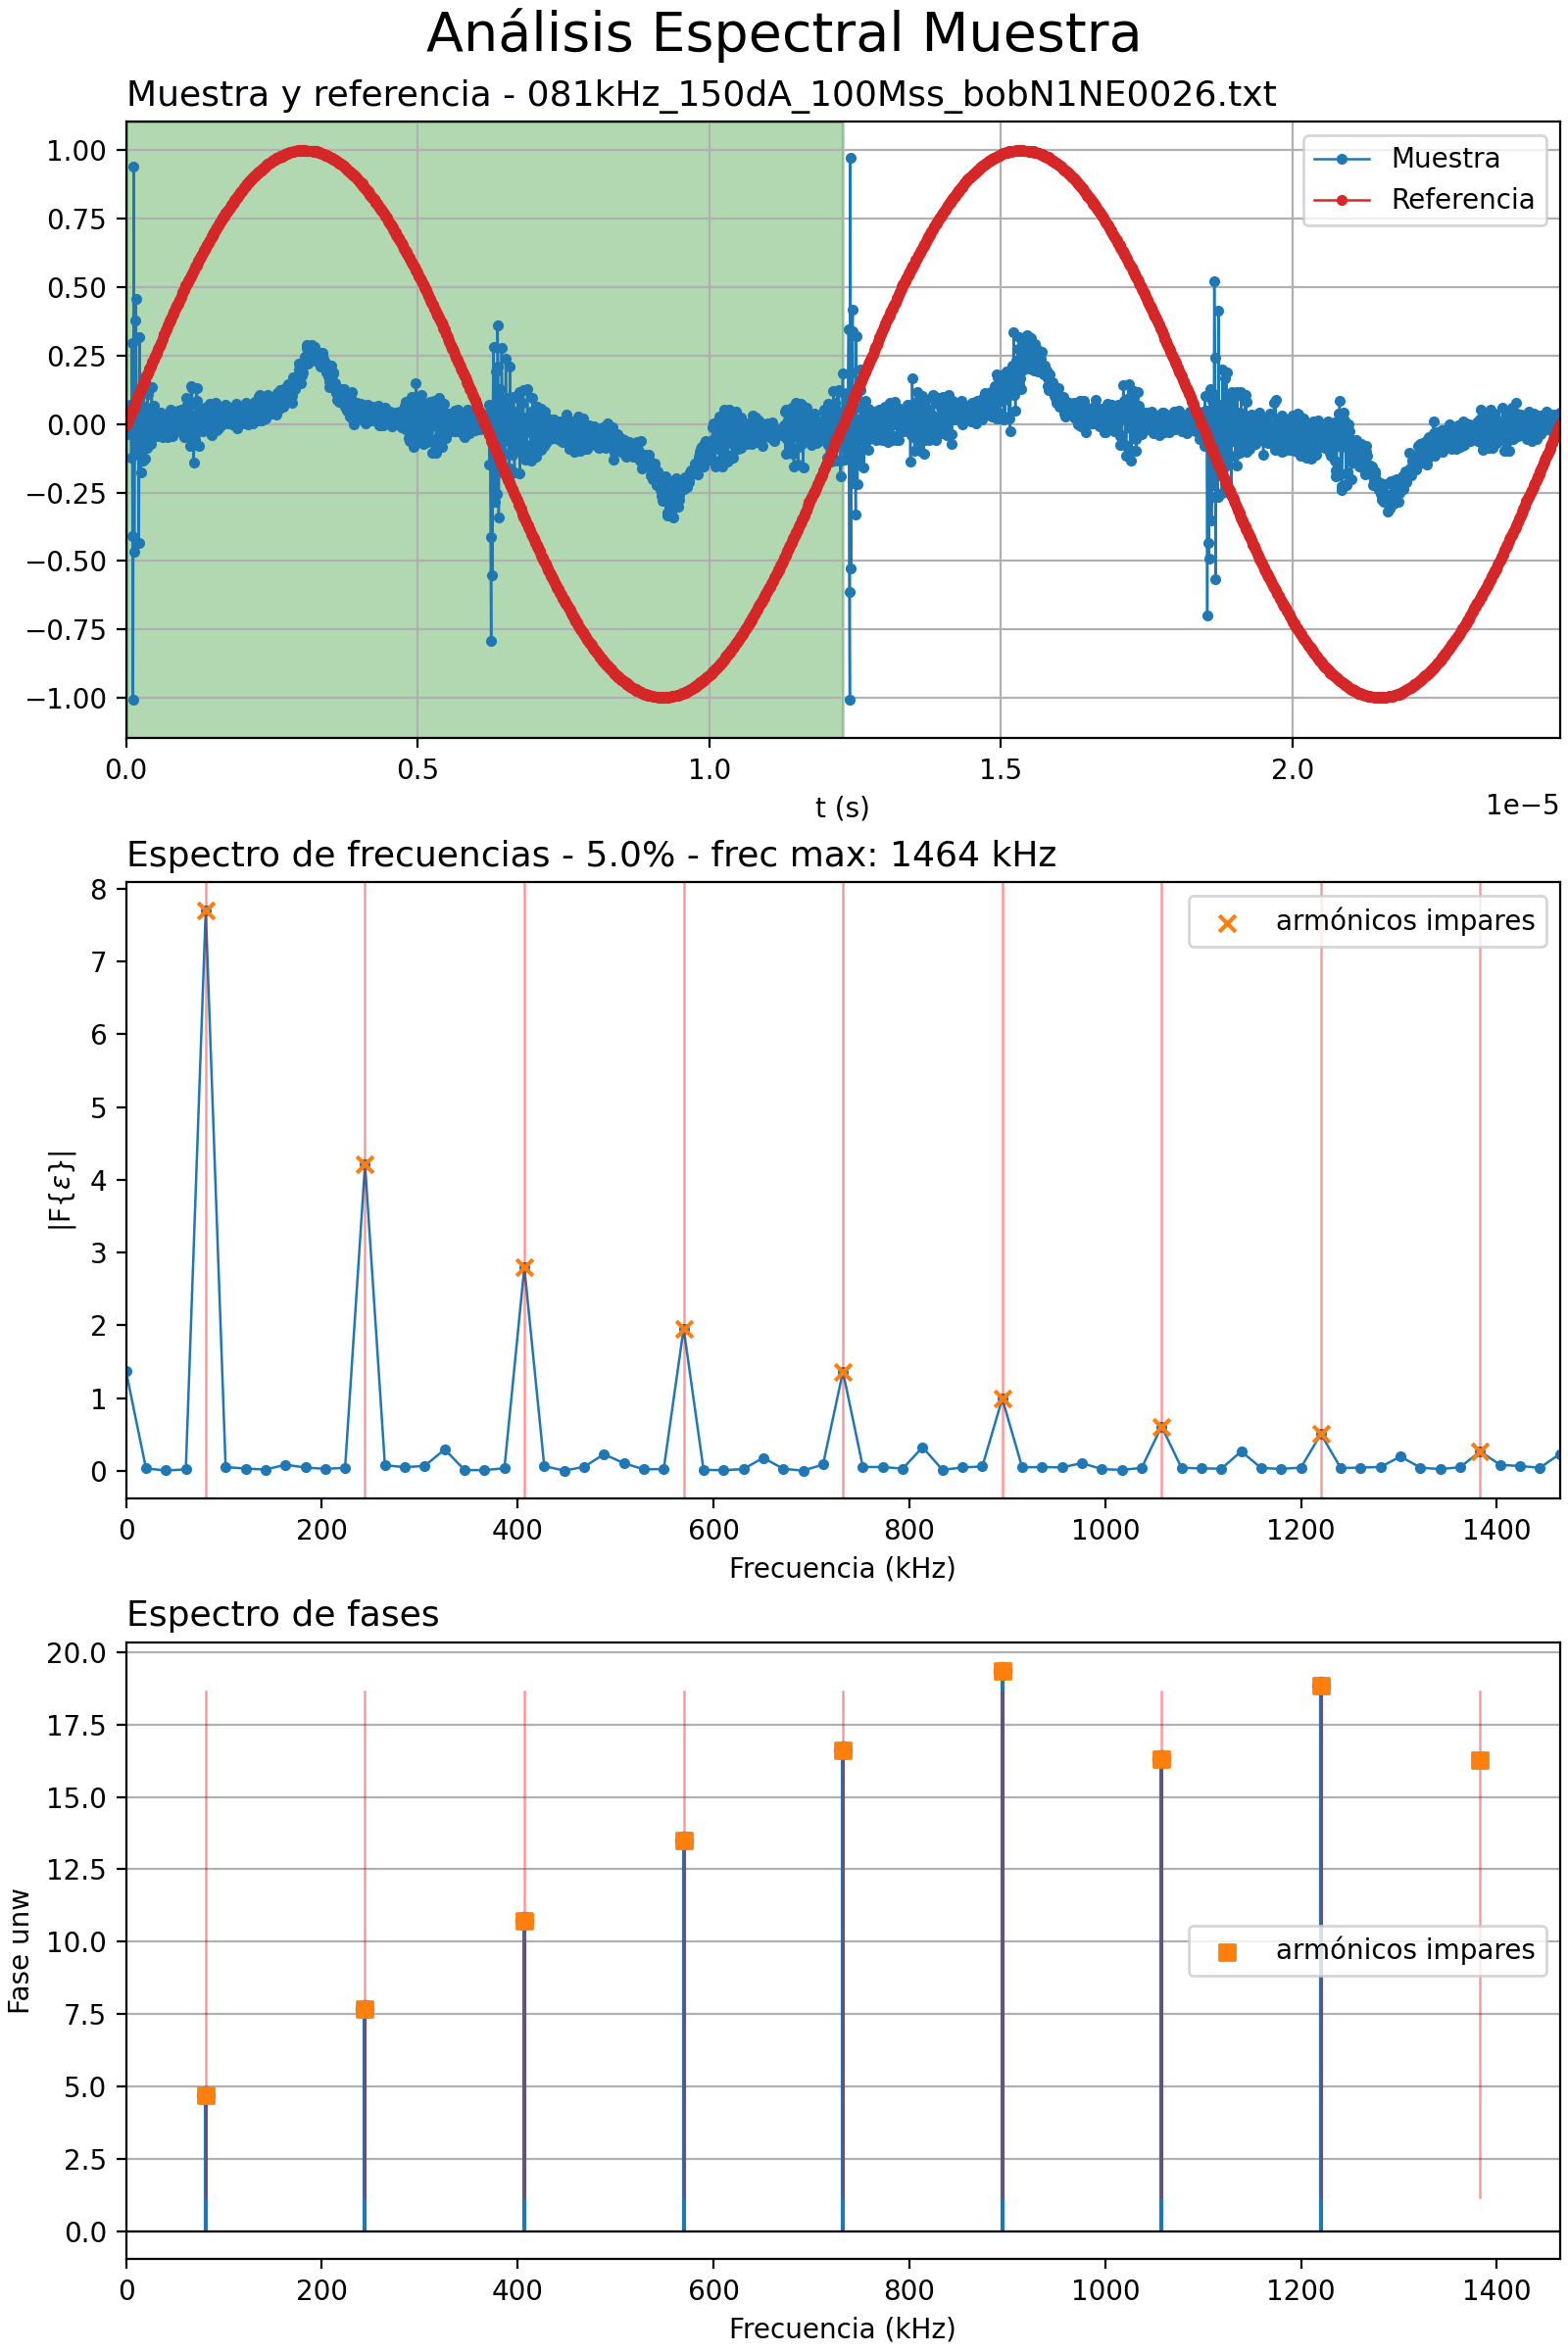 Análisis Espectral Muestra
Muestra y referencia - 081kHz_150dA_100Mss_bobN1NE0026.txt
1.00
0.75
0.50
0.25
0.00
−0.25
−0.50
−0.75
−1.00
Muestra
Referencia
0.0 0.5 1.0 1.5 2.0
t (s)
1e−5
Espectro de frecuencias - 5.0% - frec max: 1464 kHz
8
7
6
5
4
3
2
1
0
|F{ε}|
armónicos impares
0 200 400 600 800 1000 1200 1400
Frecuencia (kHz)
Espectro de fases
20.0
17.5
15.0
12.5
10.0
7.5
5.0
2.5
0.0
Fase unw
armónicos impares
0 200 400 600 800 1000 1200 1400
Frecuencia (kHz)